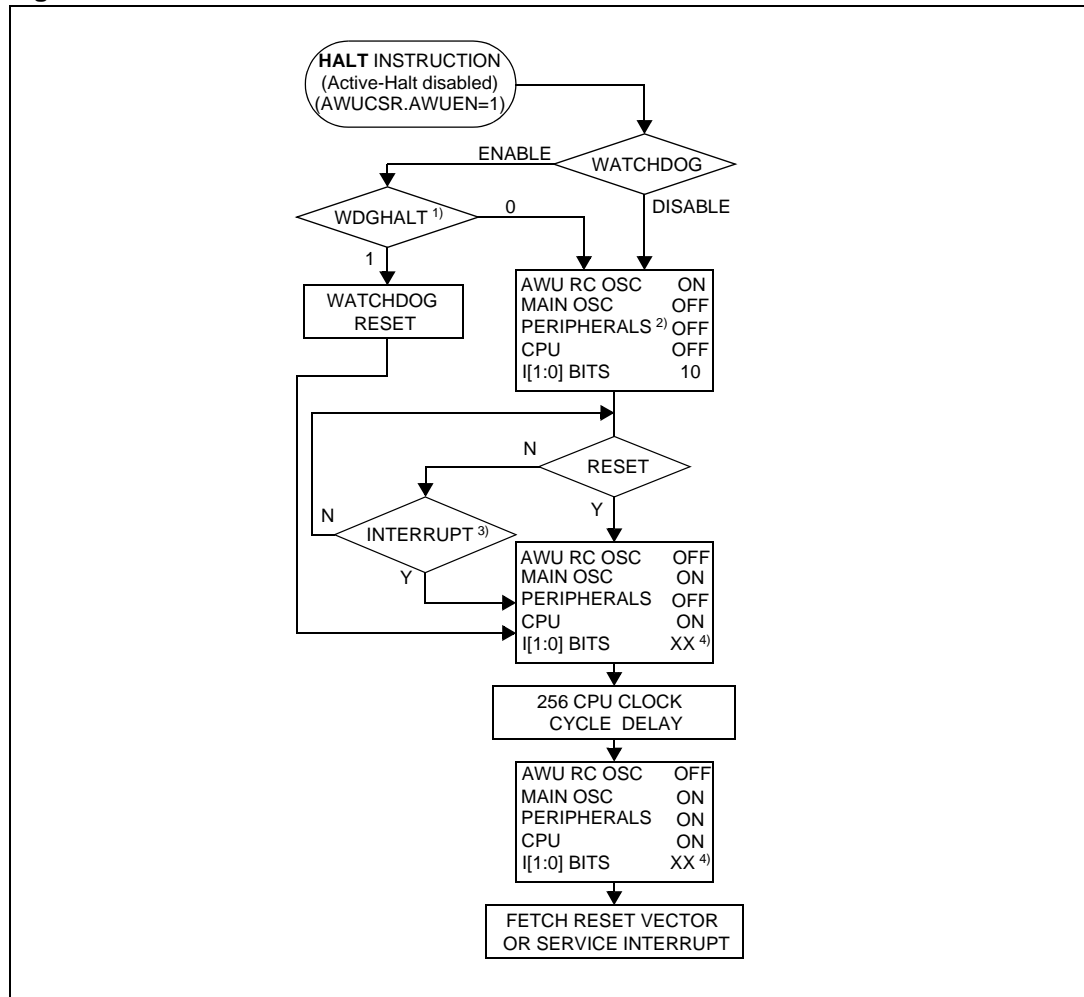 HALT INSTRUCTION
(Active-Halt disabled)
(AWUCSR.AWUEN=1)
ENABLE
WATCHDOG
WDGHALT 1)
0
DISABLE
1
WATCHDOG
RESET
AWU RC OSC ON
MAIN OSC OFF
PERIPHERALS 2) OFF
CPU OFF
I[1:0] BITS 10
N
RESET
N
INTERRUPT 3)
Y
Y
AWU RC OSC OFF
MAIN OSC ON
PERIPHERALS OFF
CPU ON
I[1:0] BITS XX 4)
256 CPU CLOCK
CYCLE DELAY
AWU RC OSC OFF
MAIN OSC ON
PERIPHERALS ON
CPU ON
I[1:0] BITS XX 4)
FETCH RESET VECTOR
OR SERVICE INTERRUPT